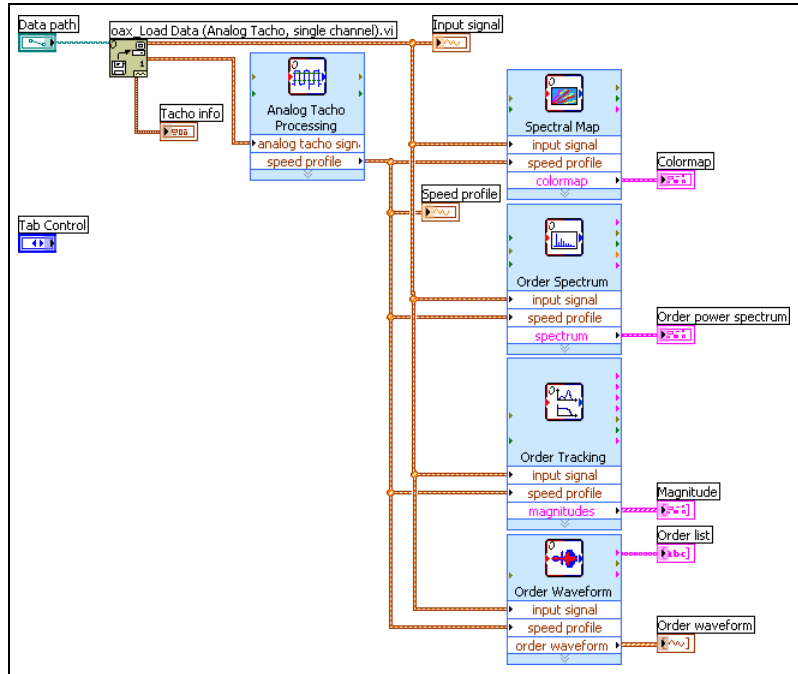 Data path
oax_Load Data (Analog Tacho, single channel).vi
Input signal
1
Tacho info
Analog Tacho
Processing
analog tacho sign.
speed profile
Spectral Map
input signal
speed profile
colormap
Colormap
Speed profile
Tab Control
Order Spectrum
input signal
speed profile
spectrum
Order power spectrum
Order Tracking
input signal
speed profile
magnitudes
Magnitude
Order list
abc
Order Waveform
input signal
speed profile
order waveform
Order waveform